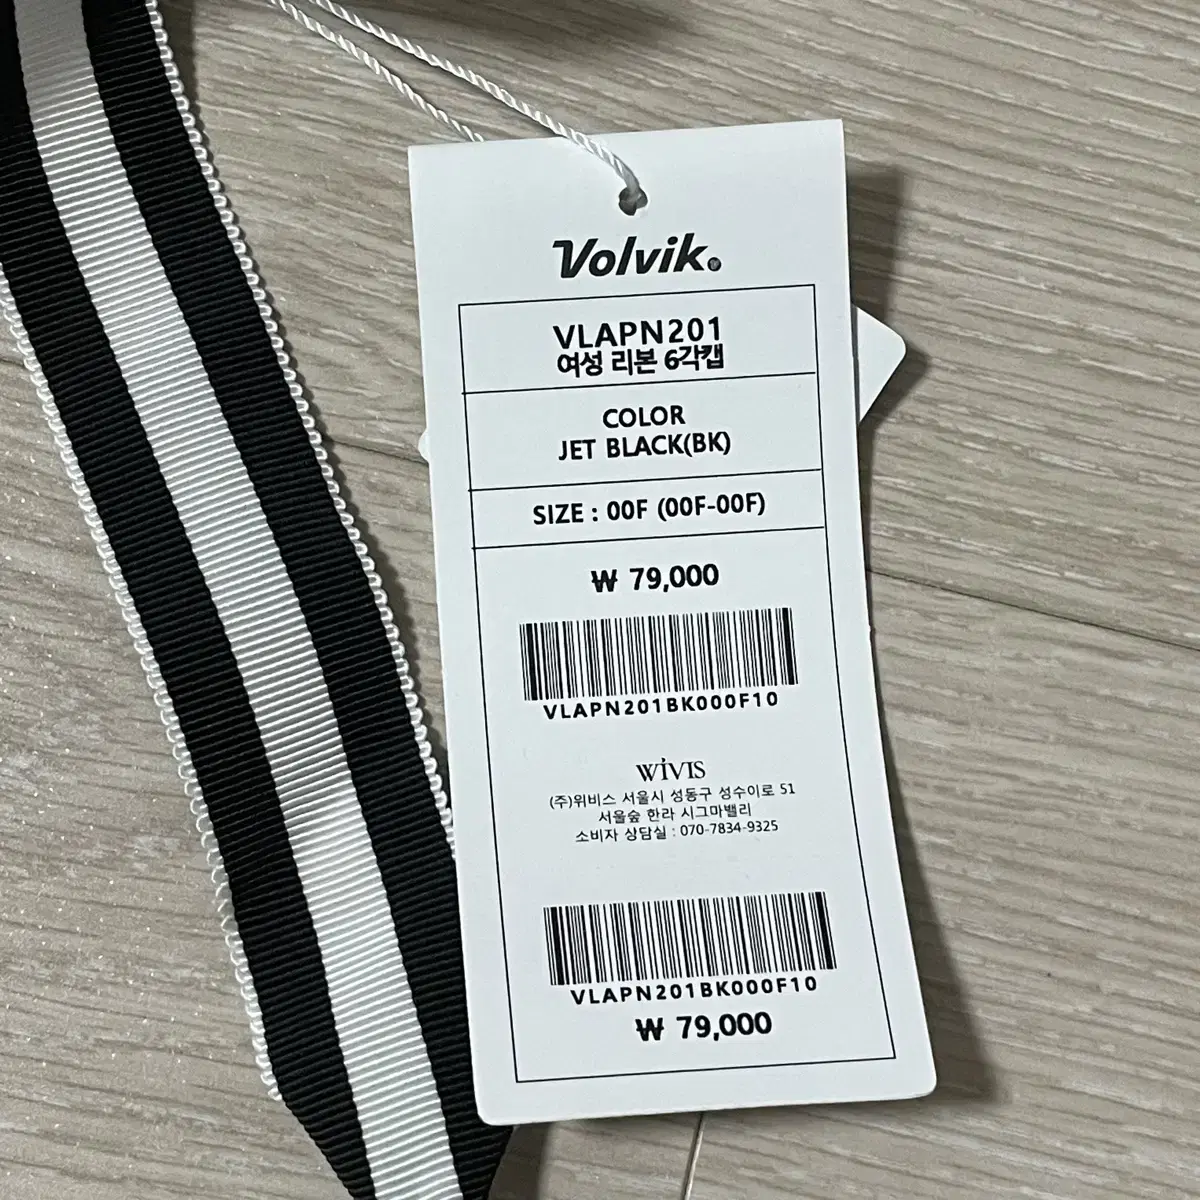 Volvik.
VLAPN201
여성 리본 6각캡
COLOR
JET BLACK(BK)
SIZE : 00F (00F-00F)
₩ 79,000
VLAPN201BK000F10
WIVIS
(주)위비스 서울시 성동구 성수이로 51
서울숲 한라 시그마밸리
소비자 상담실 : 070-7834-9325
VLAPN201BK000F10
₩ 79,000